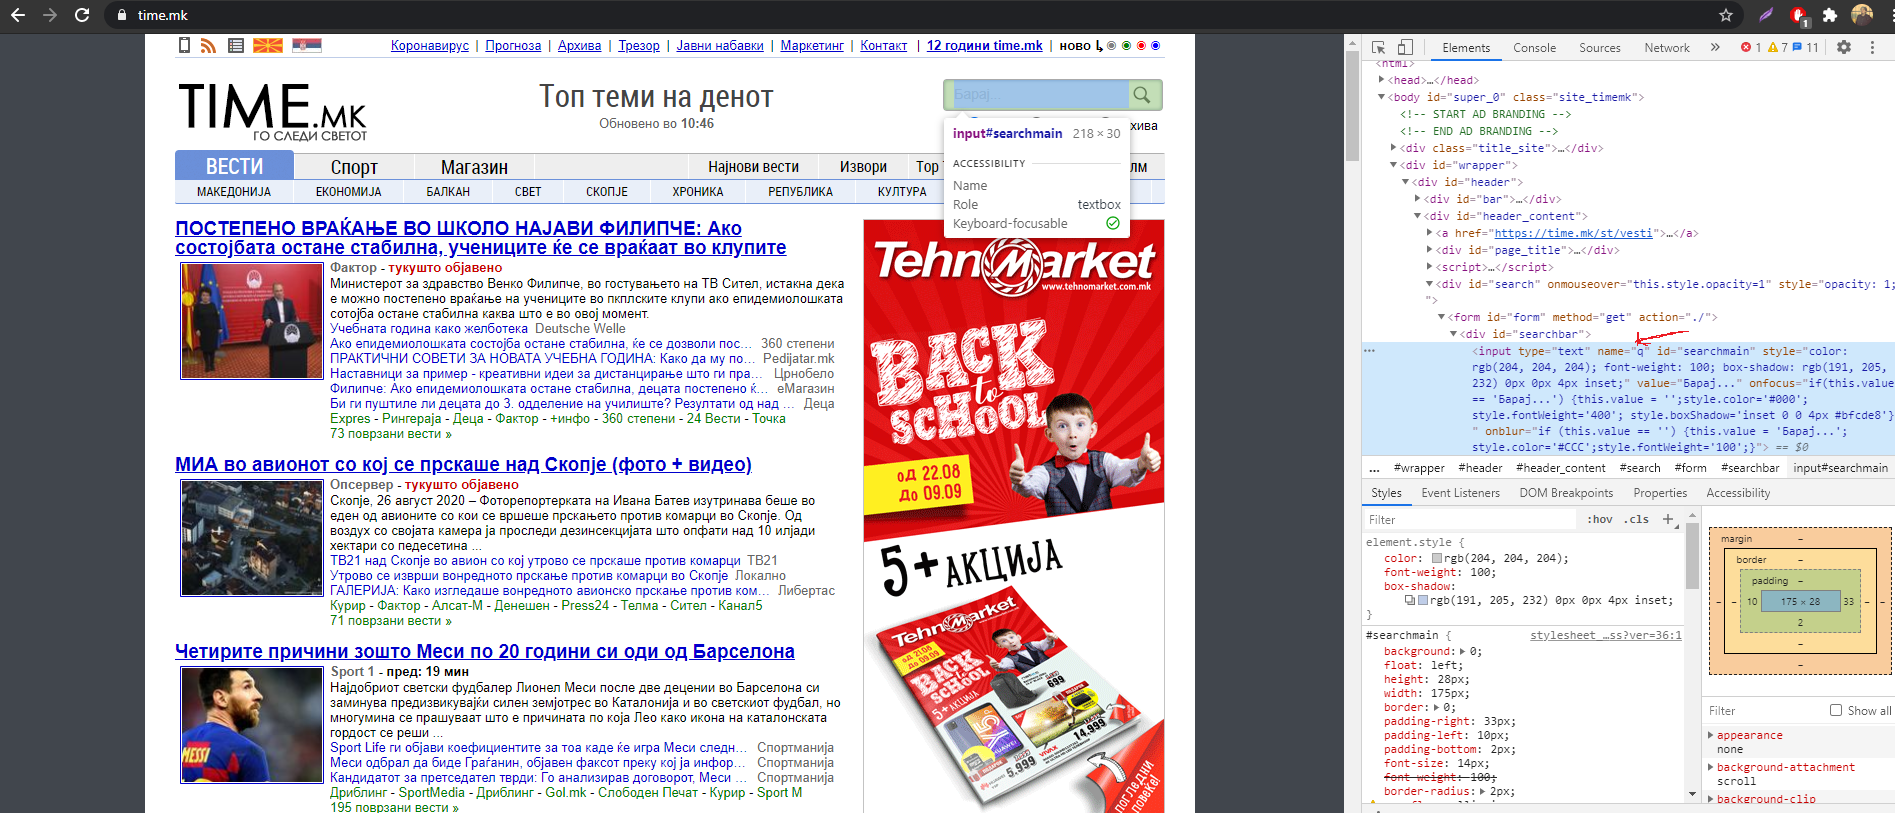 time.mk
1
Коронавирус | Прогноза | Архива | Трезор | Јавни набавки | Маркетинг | Контакт | 12 години time.mk | ново
TIME.MK
ГО СЛЕДИ СВЕТОТ
Топ теми на денот
Обновено во 10:46
Барај...
хива
input#searchmain 218 × 30
ACCESSIBILITY
Name
Role textbox
Keyboard-focusable
ВЕСТИ Спорт Магазин Најнови вести Извори Top
МАКЕДОНИЈА ЕКОНОМИЈА БАЛКАН СВЕТ СКОПЈЕ ХРОНИКА РЕПУБЛИКА КУЛТУРА
ПОСТЕПЕНО ВРАЌАЊЕ ВО ШКОЛО НАЈАВИ ФИЛИПЧЕ: Ако
состојбата остане стабилна, учениците ќе се враќаат во клупите
Фактор - тукушто објавено
Министерот за здравство Венко Филипче, во гостувањето на ТВ Сител, истакна дека
е можно постепено враќање на учениците во пкплските клупи ако епидемиолошката
сотојба остане стабилна каква што е во овој момент.
Учебната година како желботека Deutsche Welle
Ако епидемиолошката состојба остане стабилна, ќе се дозволи пос... 360 степени
ПРАКТИЧНИ СОВЕТИ ЗА НОВАТА УЧЕБНА ГОДИНА: Како да му по... Pedijatar.mk
Наставници за пример - креативни идеи за дистанцирање што ги пра... Црнобело
Филипче: Ако епидемиолошката остане стабилна, децата постепено ќ... еМагазин
Би ги пуштиле ли децата до 3. одделение на училиште? Резултати од над ... Деца
Expres - Рингераја - Деца - Фактор - +инфо - 360 степени - 24 Вести - Точка
73 поврзани вести »
МИА во авионот со кој се прскаше над Скопје (фото + видео)
Опсервер - тукушто објавено
Скопје, 26 август 2020 – Фоторепортерката на Ивана Батев изутринава беше во
еден од авионите со кои се вршеше прскањето против комарци во Скопје. Од
воздух со својата камера ја проследи дезинсекцијата што опфати над 10 илјади
хектари со педесетина ...
ТВ21 над Скопје во авион со кој утрово се прскаше против комарци ТВ21
Утрово се изврши вонредното прскање против комарци во Скопје Локално
ГАЛЕРИЈА: Како изгледаше вонредното авионско прскање против ком... Либертас
Курир - Фактор - Алсат-М - Денешен - Press24 - Телма - Сител - Канал5
71 поврзани вести »
Четирите причини зошто Меси по 20 години си оди од Барселона
Sport 1 - пред: 19 мин
Најдобриот светски фудбалер Лионел Меси после две децении во Барселона си
заминува предизвикувајќи силен земјотрес во Каталонија и во светскиот фудбал, но
многумина се прашуваат што е причината по која Лео како икона на каталонската
гордост се реши ...
Sport Life ги објави коефициентите за тоа каде ќе игра Меси следн... Спортманија
Меси одбрал да биде Граѓанин, објавен факсот преку кој ја инфор... Спортманија
Кандидатот за претседател тврди: Го анализирав договорот, Меси ... Спортманија
Дриблинг - SportMedia - Дриблинг - Gol.mk - Слободен Печат - Курир - Sport M
195 поврзани вести »
MESSI
TehnoMarket
www.tehnomarket.com.mk
BACK
to
SCHOOL
оД 22.08
До 09.09
5+ АКЦИЈА
TehnoMarket
BACK
to
SCHOOL
5+ АКЦИЈА
699
14,999
5,999
погледни
повеќе!
Elements Console Sources Network » 1 7 11
<html>
<head>…</head>
<body id="super_0" class="site_timemk">
<!-- START AD BRANDING -->
<!-- END AD BRANDING -->
<div class="title_site">…</div>
<div id="wrapper">
<div id="header">
<div id="bar">…</div>
<div id="header_content">
<a href="https://time.mk/st/vesti">…</a>
<div id="page_title">…</div>
<script>…</script>
<div id="search" onmouseover="this.style.opacity=1" style="opacity: 1;
">
<form id="form" method="get" action="./">
<div id="searchbar">
<input type="text" name="q" id="searchmain" style="color:
rgb(204, 204, 204); font-weight: 100; box-shadow: rgb(191, 205,
232) 0px 0px 4px inset;" value="Барај..." onfocus="if(this.value
== 'Барај...') {this.value = '';style.color='#000';
style.fontWeight='400'; style.boxShadow='inset 0 0 4px #bfcde8'}
" onblur="if (this.value == '') {this.value = 'Барај...';
style.color='#CCC';style.fontWeight='100';}"> == $0
... #wrapper #header #header_content #search #form #searchbar input#searchmain
Styles Event Listeners DOM Breakpoints Properties Accessibility
Filter :hov .cls +
element.style {
color: rgb(204, 204, 204);
font-weight: 100;
box-shadow:
rgb(191, 205, 232) 0px 0px 4px inset;
}
#searchmain { stylesheet_…ss?ver=36:1
background: 0;
float: left;
height: 28px;
width: 175px;
border: 0;
padding-right: 33px;
padding-left: 10px;
padding-bottom: 2px;
font-size: 14px;
font-weight: 100;
border-radius: 2px;
margin –
border –
padding –
– – 10 175 × 28 33 – –
2
–
–
Filter Show all
appearance
none
background-attachment
scroll
background-clip